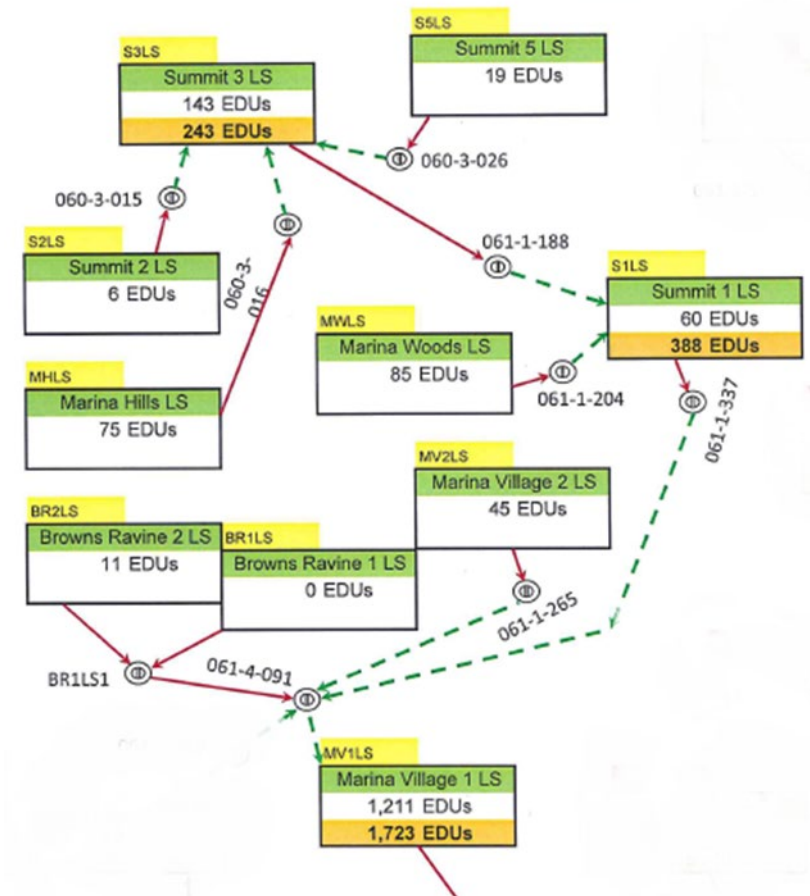 S5LS
Summit 5 LS
19 EDUs
S3LS
Summit 3 LS
143 EDUs
243 EDUs
060-3-026
060-3-015
S2LS
Summit 2 LS
6 EDUs
060-3-
016
061-1-188
S1LS
Summit 1 LS
60 EDUs
388 EDUs
MWLS
Marina Woods LS
85 EDUs
061-1-204
061-1-337
MHLS
Marina Hills LS
75 EDUs
MV2LS
Marina Village 2 LS
45 EDUs
BR2LS
Browns Ravine 2 LS
11 EDUs
BR1LS
Browns Ravine 1 LS
0 EDUs
061-1-265
BR1LS1
061-4-091
MV1LS
Marina Village 1 LS
1,211 EDUs
1,723 EDUs